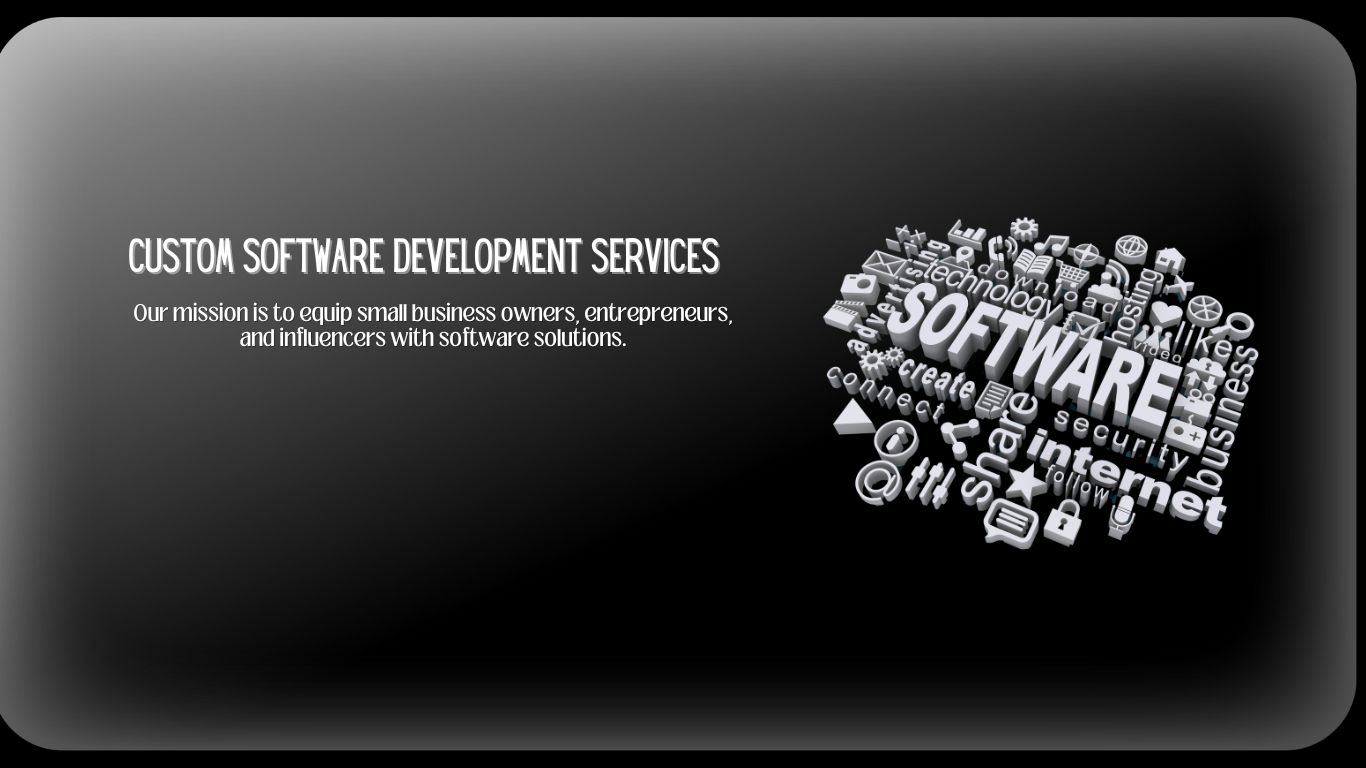 CUSTOM SOFTWARE DEVELOPMENT SERVICES
Our mission is to equip small business owners, entrepreneurs,
and influencers with software solutions.
advertising
technology
download
hosting
SOFTWARE
video
like
business
create
connect
share
security
internet
follow